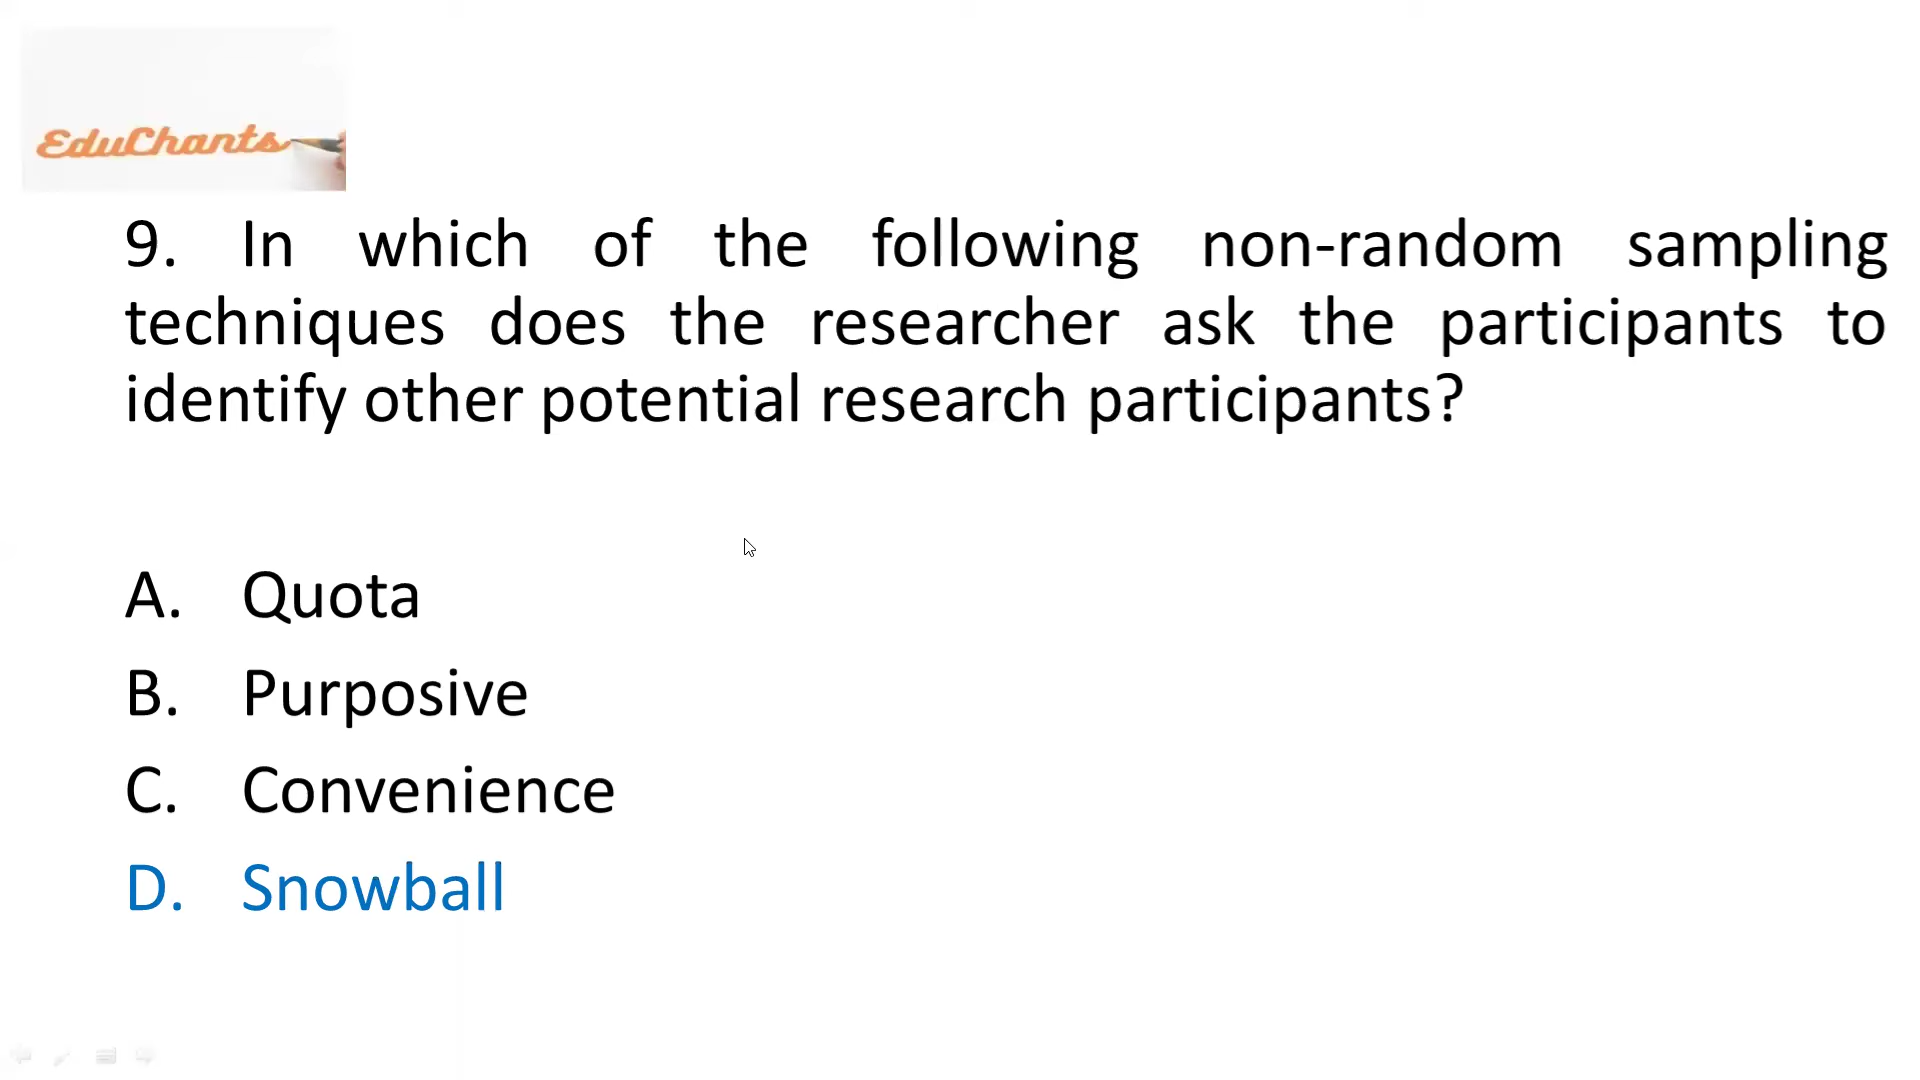 EduChants
9. In which of the following non-random sampling
techniques does the researcher ask the participants to
identify other potential research participants?
A. Quota
B. Purposive
C. Convenience
D. Snowball